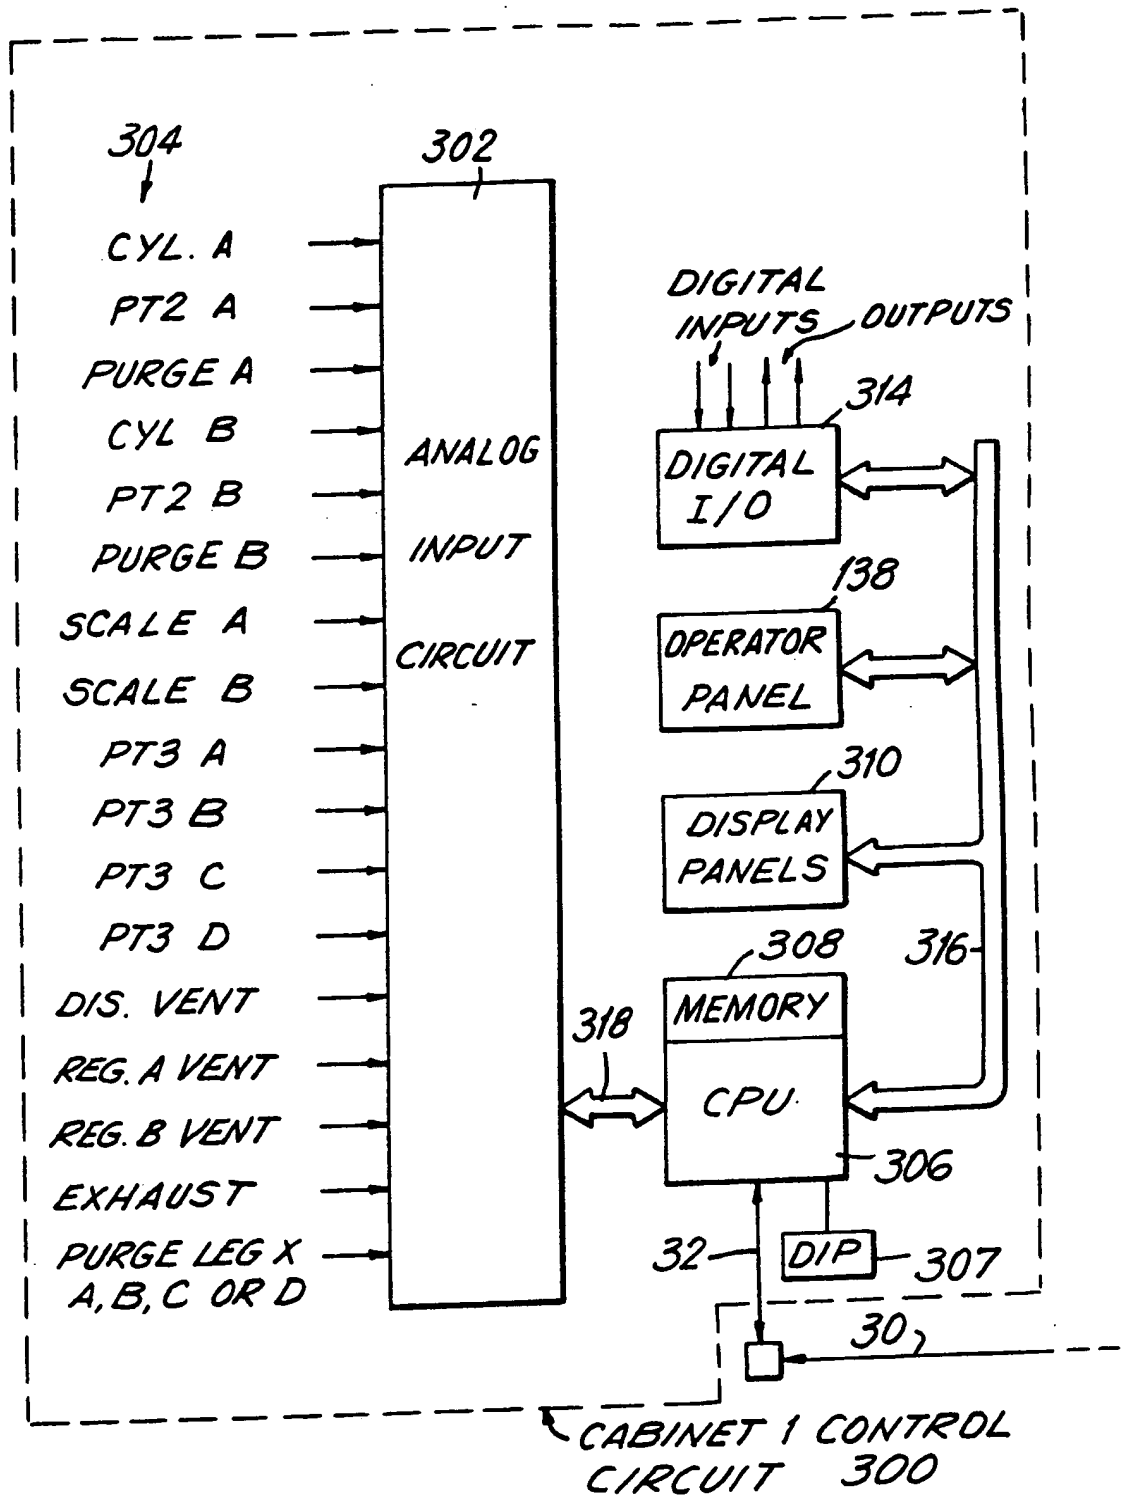 304
302
CYL. A
PT2 A
PURGE A
CYL B
PT2 B
PURGE B
SCALE A
SCALE B
PT3 A
PT3 B
PT3 C
PT3 D
DIS. VENT
REG. A VENT
REG. B VENT
EXHAUST
PURGE LEG X
A, B, C OR D
ANALOG
INPUT
CIRCUIT
DIGITAL
INPUTS
OUTPUTS
314
DIGITAL
I/O
138
OPERATOR
PANEL
310
DISPLAY
PANELS
316
308
MEMORY
318
CPU
306
32
DIP
307
30
CABINET 1 CONTROL
CIRCUIT 300